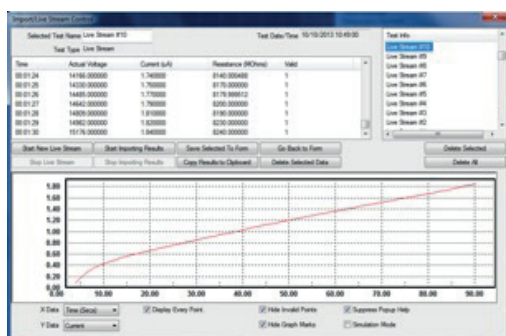 Import/Live Stream Control
Selected Test Name Live Stream #10 Test Date/Time 10/10/2013 10:49:00 Test Info
Test Type Live Stream
Live Stream #10
Live Stream #9
Live Stream #8
Live Stream #7
Live Stream #6
Live Stream #5
Live Stream #4
Live Stream #3
Live Stream #2
Time Actual Voltage Current (uA) Resistance (MOhms) Valid
00:01:24 14166.000000 1.740000 8140.000488 1
00:01:25 14330.000000 1.750000 8170.000000 1
00:01:26 14485.000000 1.770000 8179.999512 1
00:01:27 14642.000000 1.790000 8200.000000 1
00:01:28 14809.000000 1.810000 8190.000000 1
00:01:29 14982.000000 1.820000 8230.000000 1
00:01:30 15176.000000 1.840000 8240.000000 1
Start New Live Stream Start Importing Results Save Selected To Form Go Back to Form Delete Selected
Stop Live Stream Stop Importing Results Copy Results to Clipboard Delete Selected Data Delete All
1.80
1.60
1.40
1.20
1.00
0.80
0.60
0.40
0.20
0.00
0.00 10.00 20.00 30.00 40.00 50.00 60.00 70.00 80.00 90.00
X Data Time (Secs) Display Every Point Hide Invalid Points Suppress Popup Help
Y Data Current Hide Graph Marks Simulation Mode